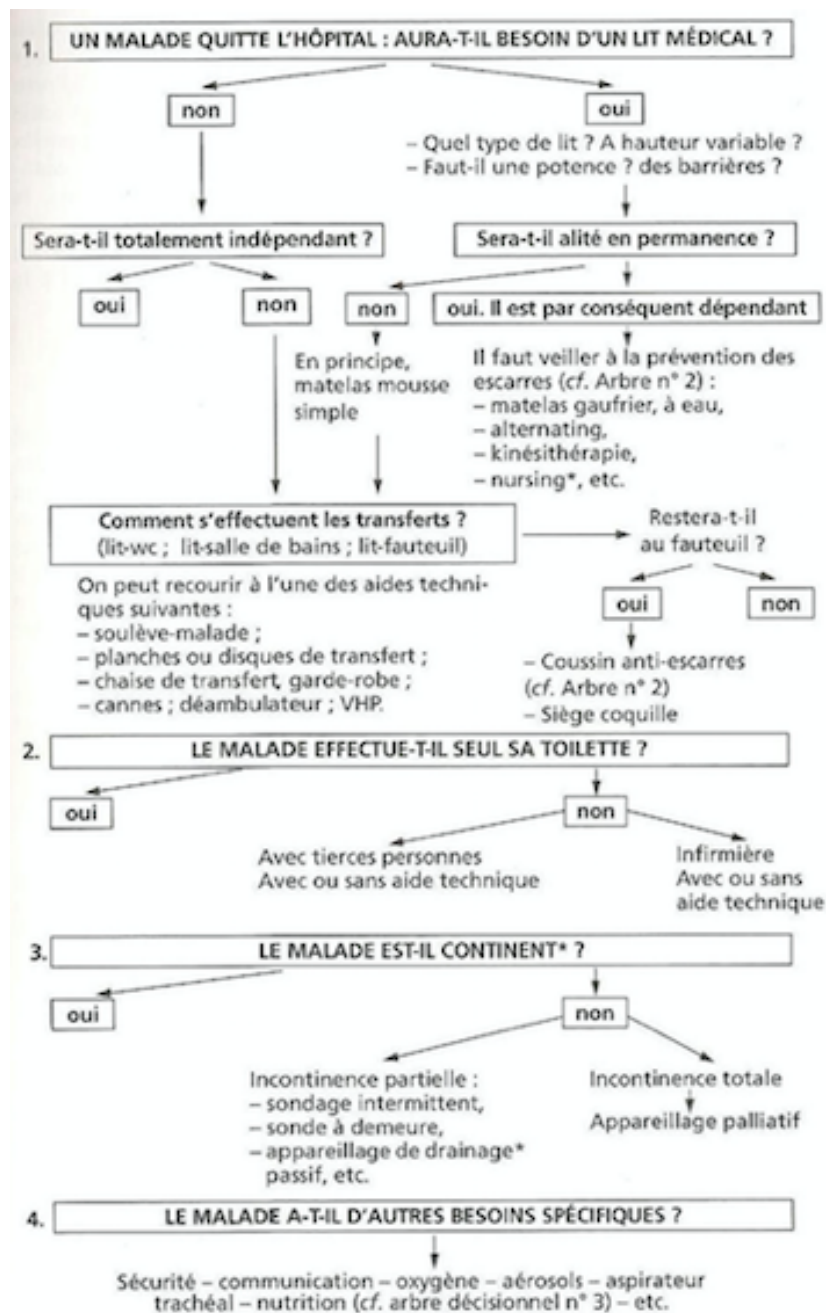 1. UN MALADE QUITTE L'HÔPITAL : AURA-T-IL BESOIN D'UN LIT MÉDICAL ?
non
oui
– Quel type de lit ? A hauteur variable ?
– Faut-il une potence ? des barrières ?
Sera-t-il totalement indépendant ?
Sera-t-il alité en permanence ?
oui
non
non
oui. Il est par conséquent dépendant
En principe,
matelas mousse
simple
Il faut veiller à la prévention des
escarres (cf. Arbre n° 2) :
– matelas gaufrier, à eau,
– alternating,
– kinésithérapie,
– nursing*, etc.
Comment s'effectuent les transferts ?
(lit-wc ; lit-salle de bains ; lit-fauteuil)
Restera-t-il
au fauteuil ?
On peut recourir à l'une des aides techni-
ques suivantes :
– soulève-malade ;
– planches ou disques de transfert ;
– chaise de transfert, garde-robe ;
– cannes ; déambulateur ; VHP.
oui
non
– Coussin anti-escarres
(cf. Arbre n° 2)
– Siège coquille
2. LE MALADE EFFECTUE-T-IL SEUL SA TOILETTE ?
oui
non
Avec tierces personnes
Avec ou sans aide technique
Infirmière
Avec ou sans
aide technique
3. LE MALADE EST-IL CONTINENT* ?
oui
non
Incontinence partielle :
– sondage intermittent,
– sonde à demeure,
– appareillage de drainage*
passif, etc.
Incontinence totale
Appareillage palliatif
4. LE MALADE A-T-IL D'AUTRES BESOINS SPÉCIFIQUES ?
Sécurité – communication – oxygène – aérosols – aspirateur
trachéal – nutrition (cf. arbre décisionnel n° 3) – etc.